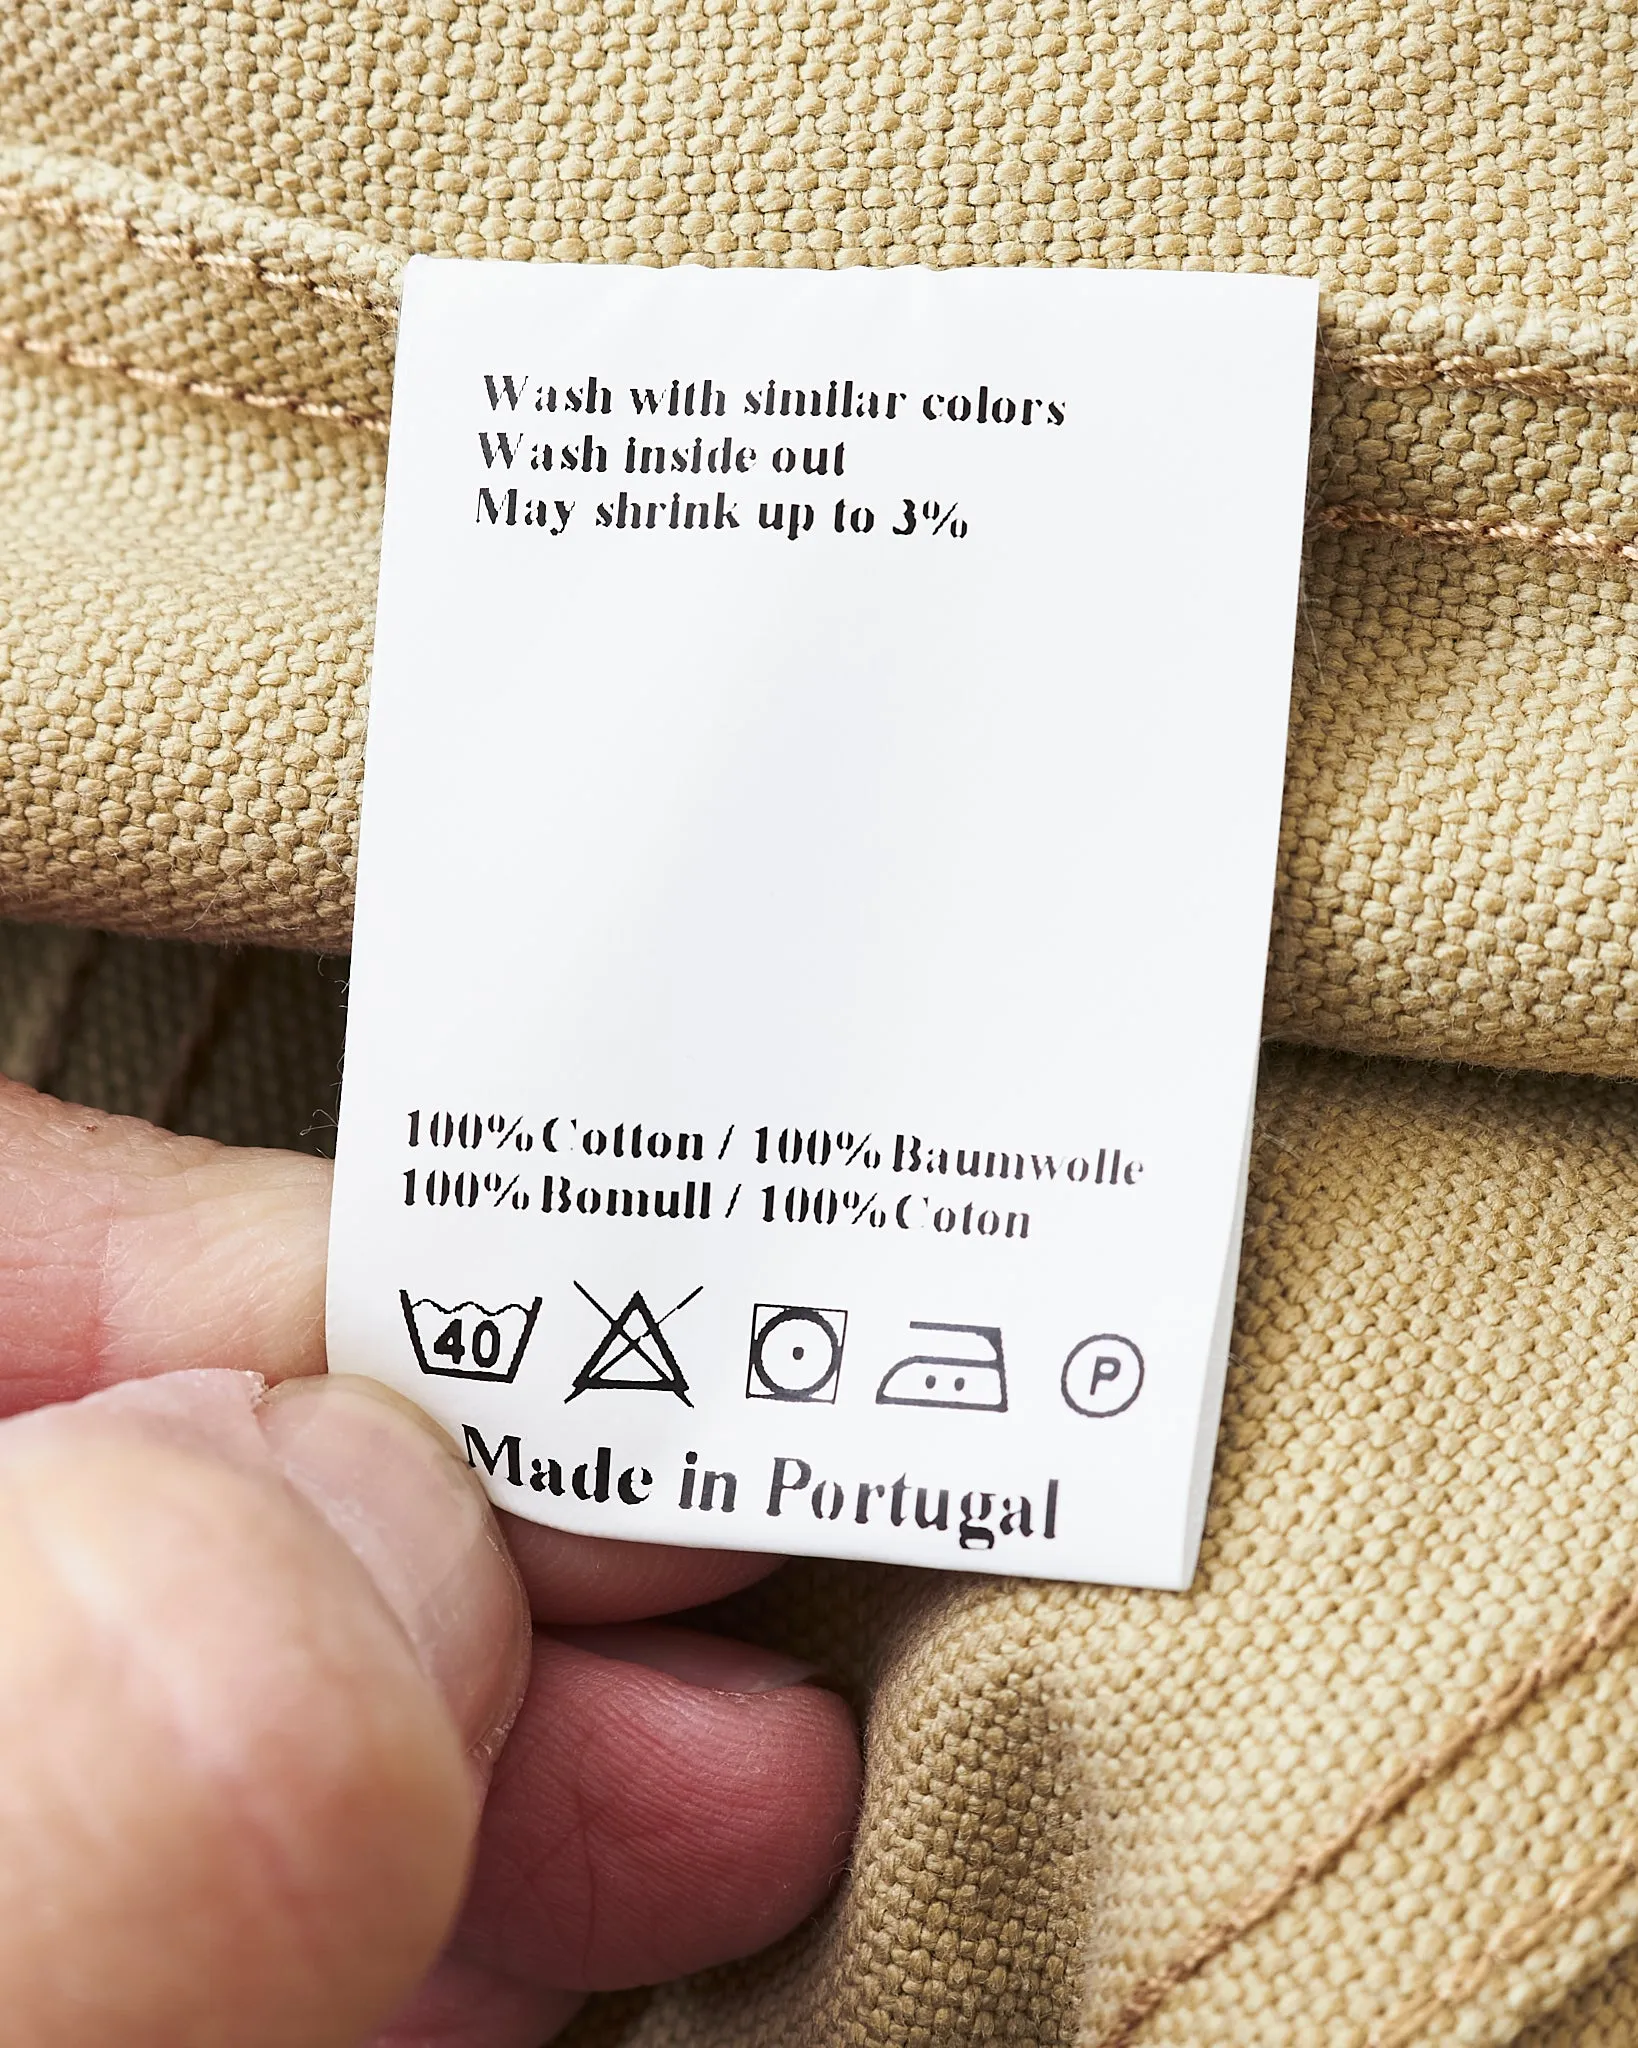 Wash with similar colors
Wash inside out
May shrink up to 3%
100% Cotton / 100% Baumwolle
100% Bomull / 100% Coton
40
P
Made in Portugal